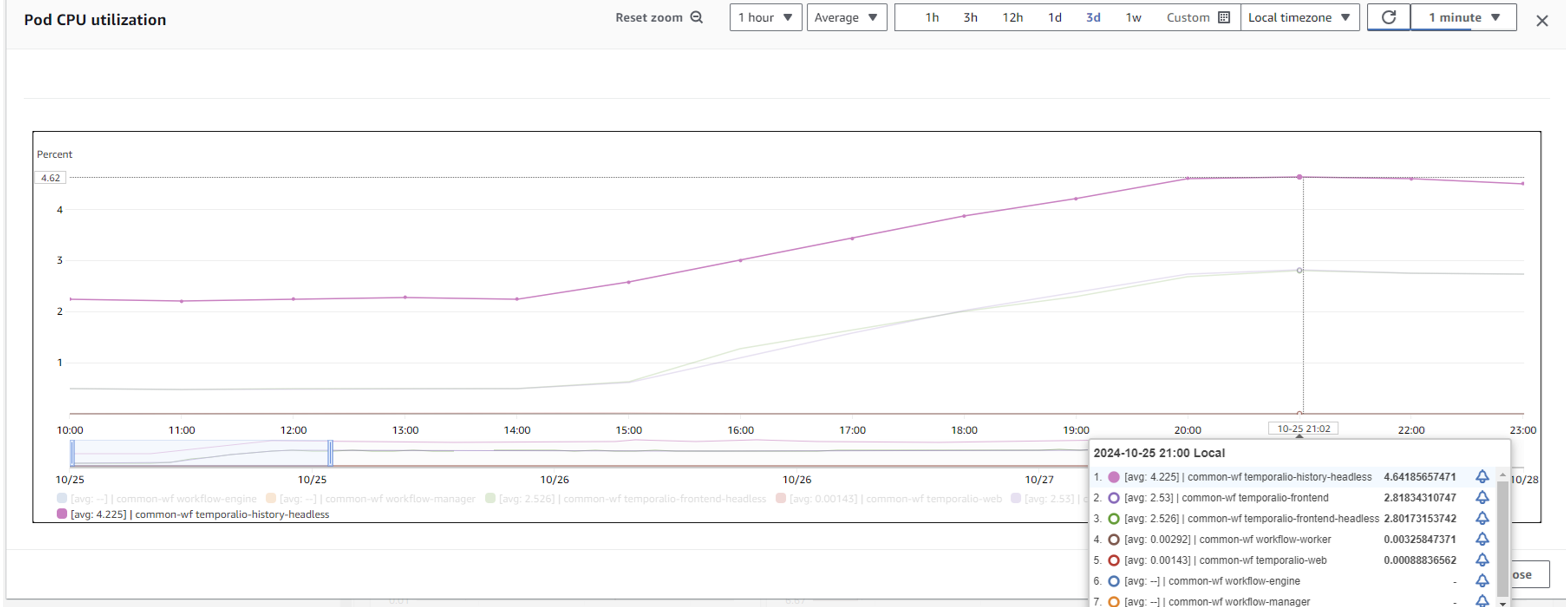 Pod CPU utilization
Reset zoom 1 hour Average 1h 3h 12h 1d 3d 1w Custom Local timezone 1 minute
Percent
4.62
4
3
2
1
10:00 11:00 12:00 13:00 14:00 15:00 16:00 17:00 18:00 19:00 20:00 10-25 21:02 22:00 23:00
10/25 10/25 10/26 10/26 10/27 10/28
[avg: --] | common-wf workflow-engine [avg: --] | common-wf workflow-manager [avg: 2.526] | common-wf temporalio-frontend-headless [avg: 0.00143] | common-wf temporalio-web [avg: 2.53] | c
[avg: 4.225] | common-wf temporalio-history-headless
2024-10-25 21:00 Local
1. [avg: 4.225] | common-wf temporalio-history-headless 4.64185657471
2. [avg: 2.53] | common-wf temporalio-frontend 2.81834310747
3. [avg: 2.526] | common-wf temporalio-frontend-headless 2.80173153742
4. [avg: 0.00292] | common-wf workflow-worker 0.00325847371
5. [avg: 0.00143] | common-wf temporalio-web 0.00088836562
6. [avg: --] | common-wf workflow-engine -
7. [avg: --] | common-wf workflow-manager -
ose